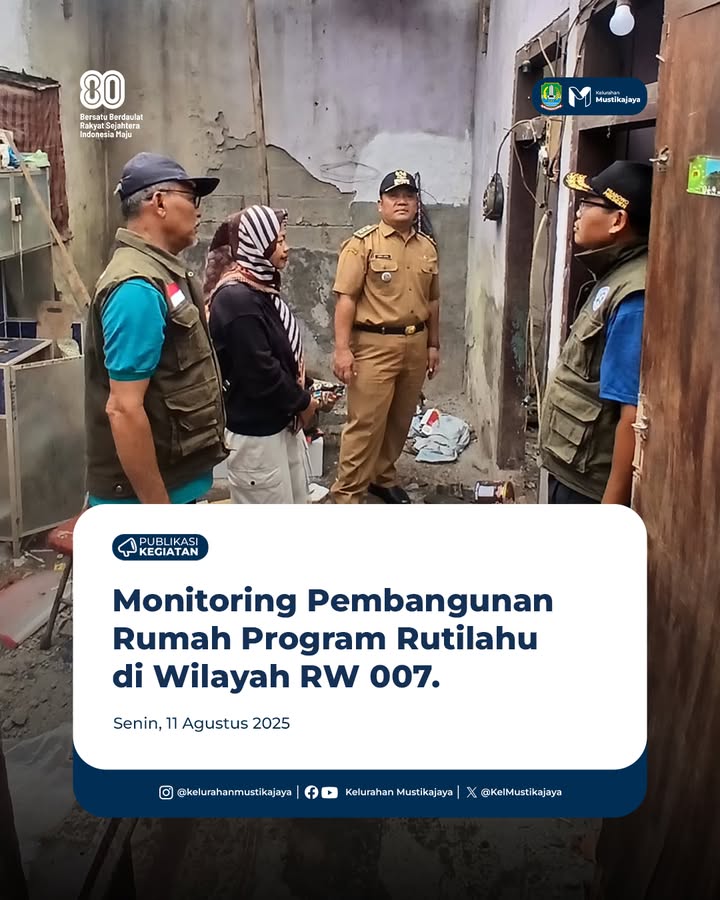 80
Bersatu Berdaulat
Rakyat Sejahtera
Indonesia Maju
Kelurahan
Mustikajaya
PUBLIKASI
KEGIATAN
Monitoring Pembangunan
Rumah Program Rutilahu
di Wilayah RW 007.
Senin, 11 Agustus 2025
@kelurahanmustikajaya | Kelurahan Mustikajaya | @KelMustikajaya